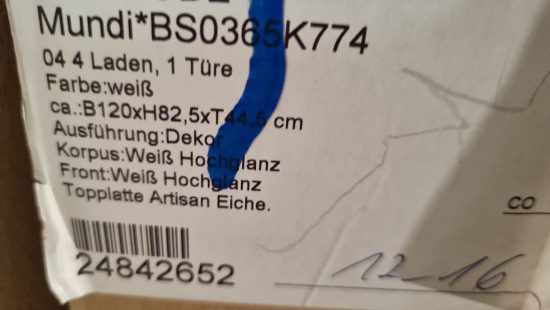 Mundi*BS0365K774
04 4 Laden, 1 Türe
Farbe:weiß
ca.:B120xH82,5xT44,5 cm
Ausführung:Dekor
Korpus:Weiß Hochglanz
Front:Weiß Hochglanz
Topplatte Artisan Eiche.
24842652
co
12-16